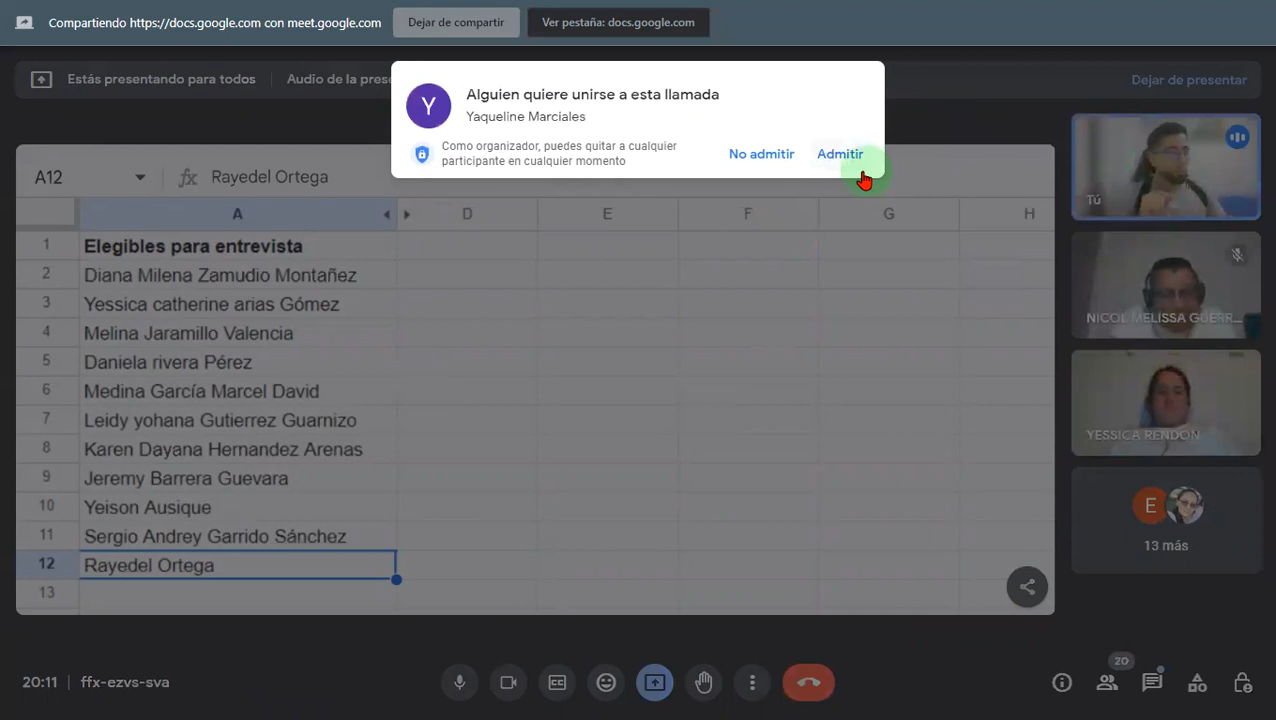 Compartiendo https://docs.google.com con meet.google.com
Dejar de compartir
Ver pestaña: docs.google.com
Estás presentando para todos
Audio de la prese
Dejar de presentar
Y
Alguien quiere unirse a esta llamada
Yaqueline Marciales
Como organizador, puedes quitar a cualquier
participante en cualquier momento
No admitir
Admitir
A12
fx Rayedel Ortega
A D E F G H
1 Elegibles para entrevista
2 Diana Milena Zamudio Montañez
3 Yessica catherine arias Gómez
4 Melina Jaramillo Valencia
5 Daniela rivera Pérez
6 Medina García Marcel David
7 Leidy yohana Gutierrez Guarnizo
8 Karen Dayana Hernandez Arenas
9 Jeremy Barrera Guevara
10 Yeison Ausique
11 Sergio Andrey Garrido Sánchez
12 Rayedel Ortega
13
Tú
NICOL MELISSA GUERR...
YESSICA RENDON
E
13 más
20:11 ffx-ezvs-sva
20